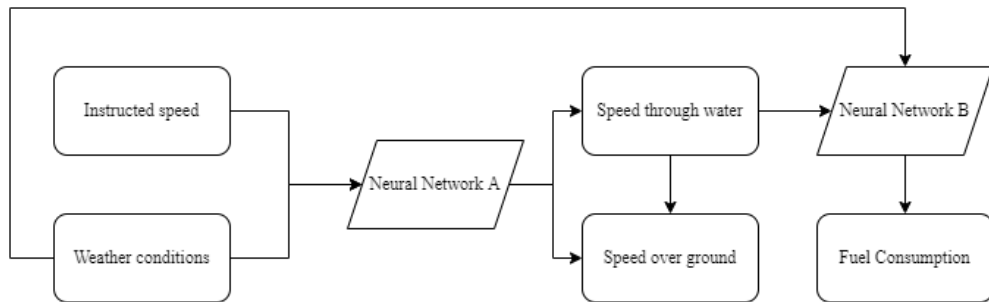 Instructed speed
Speed through water
Neural Network B
Neural Network A
Weather conditions
Speed over ground
Fuel Consumption